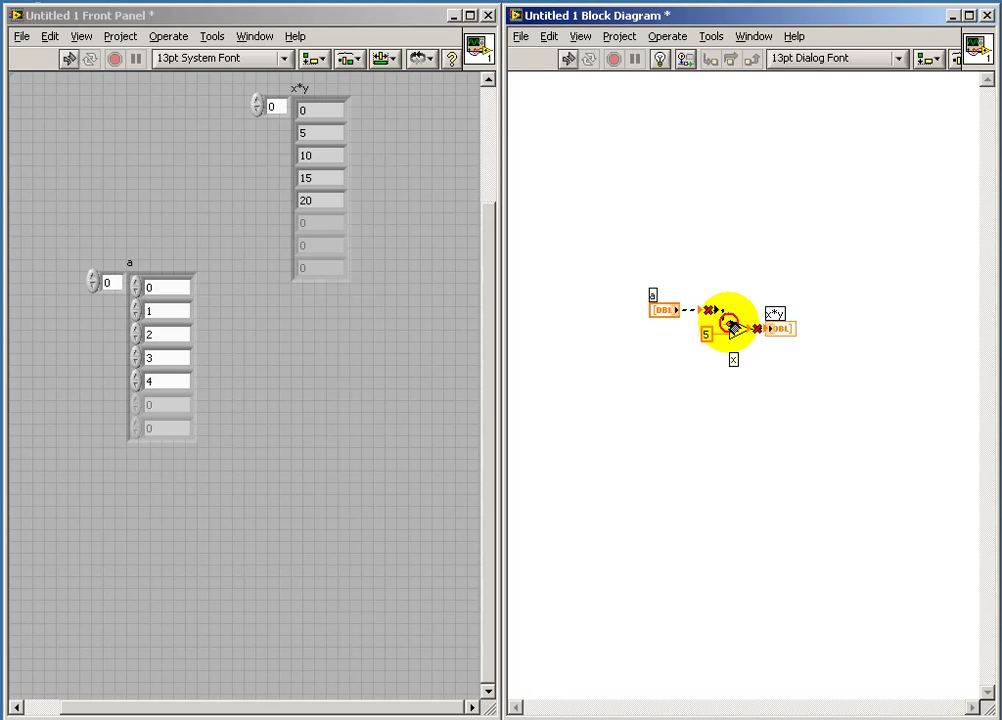 Untitled 1 Front Panel *
File Edit View Project Operate Tools Window Help
13pt System Font
1
x*y
0
0
5
10
15
20
0
0
0
a
0
0
1
2
3
4
0
0
Untitled 1 Block Diagram *
File Edit View Project Operate Tools Window Help
13pt Dialog Font
1
a
[DBL]
5
x*y
DBL]
x